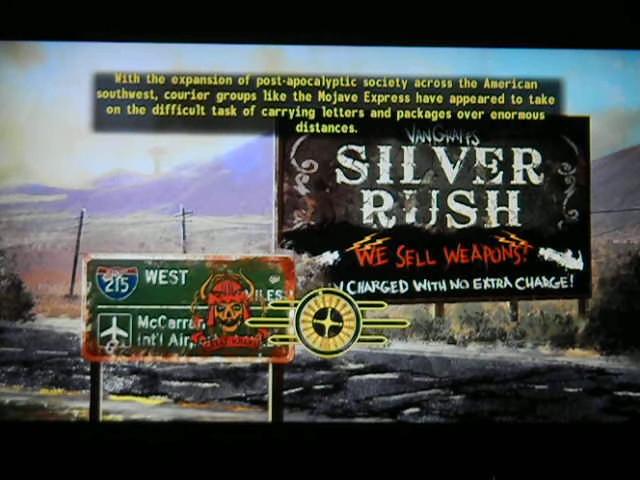 With the expansion of post-apocalyptic society across the American
southwest, courier groups like the Mojave Express have appeared to take
on the difficult task of carrying letters and packages over enormous
distances.
VAN GRAFFS
SILVER
RUSH
WE SELL WEAPONS!
CHARGED WITH NO EXTRA CHARGE!
215
WEST
McCarran
Int'l